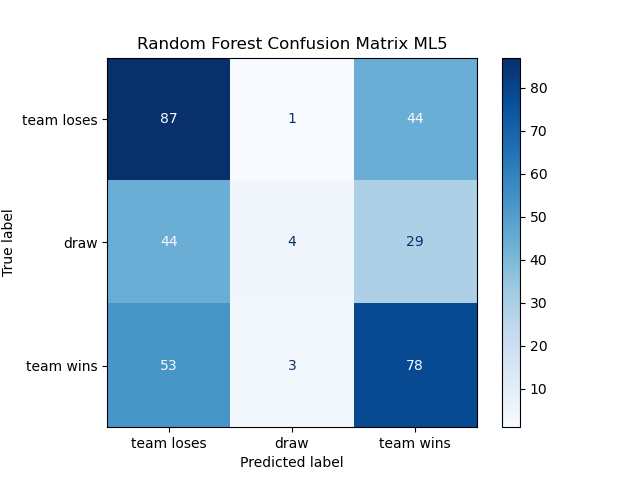 Random Forest Confusion Matrix ML5
team loses 87 1 44
draw 44 4 29
team wins 53 3 78
True label
team loses draw team wins
Predicted label
80
70
60
50
40
30
20
10